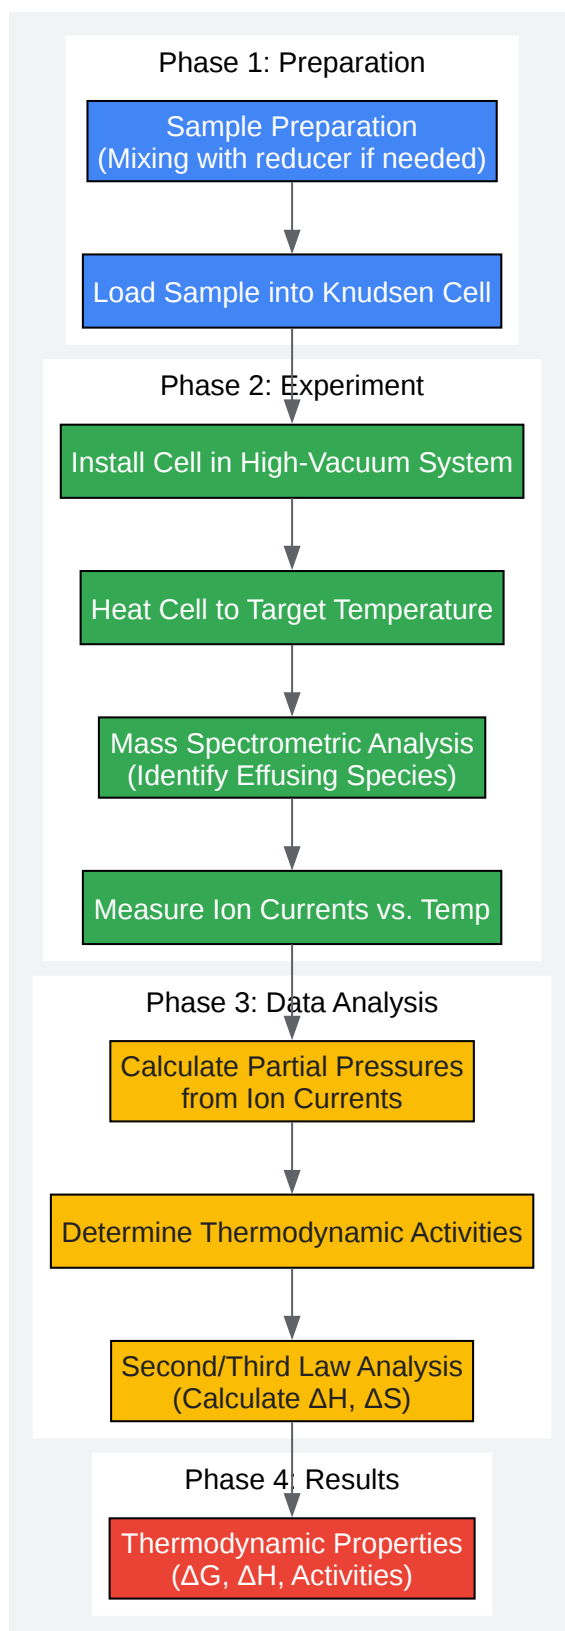 Phase 1: Preparation
Sample Preparation
(Mixing with reducer if needed)
Load Sample into Knudsen Cell
Phase 2: Experiment
Install Cell in High-Vacuum System
Heat Cell to Target Temperature
Mass Spectrometric Analysis
(Identify Effusing Species)
Measure Ion Currents vs. Temp
Phase 3: Data Analysis
Calculate Partial Pressures
from Ion Currents
Determine Thermodynamic Activities
Second/Third Law Analysis
(Calculate ΔH, ΔS)
Phase 4: Results
Thermodynamic Properties
(ΔG, ΔH, Activities)